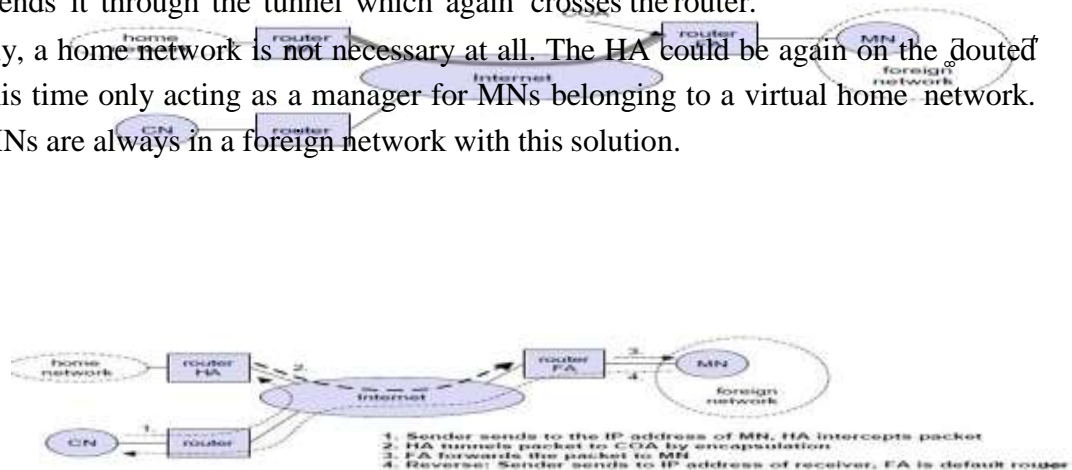 ends it through the tunnel which again crosses the router.
COA
home router router MN
y, a home network is not necessary at all. The HA could be again on the
foreign
Internet
network
is time only acting as a manager for MNs belonging to a virtual home network.
CN router
INs are always in a foreign network with this solution.
home network
router HA
2.
router FA
3.
MN
4.
Internet
foreign network
CN
1.
router
1. Sender sends to the IP address of MN, HA intercepts packet
2. HA tunnels packet to COA by encapsulation
3. FA forwards the packet to MN
4. Reverse: Sender sends to IP address of receiver, FA is default router